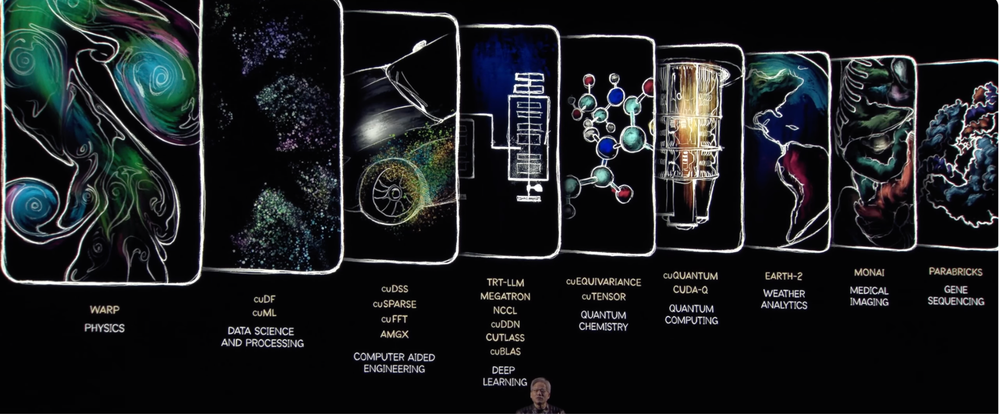 WARP
PHYSICS
cuDF
cuML
DATA SCIENCE
AND PROCESSING
cuDSS
cuSPARSE
cuFFT
AMGX
COMPUTER AIDED
ENGINEERING
TRT-LLM
MEGATRON
NCCL
cuDDN
CUTLASS
cuBLAS
DEEP
LEARNING
cuEQUIVARIANCE
cuTENSOR
QUANTUM
CHEMISTRY
cuQUANTUM
CUDA-Q
QUANTUM
COMPUTING
EARTH-2
WEATHER
ANALYTICS
MONAI
MEDICAL
IMAGING
PARABRICKS
GENE
SEQUENCING